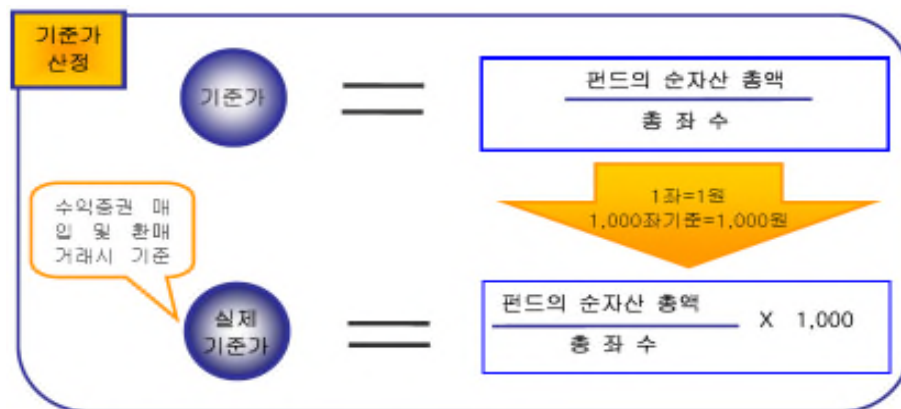 기준가
산정
기준가
펀드의 순자산 총액
총 좌 수
1좌=1원
1,000좌기준=1,000원
수익증권 매
입 및 환매
거래시 기준
실제
기준가
펀드의 순자산 총액
총 좌 수
X 1,000